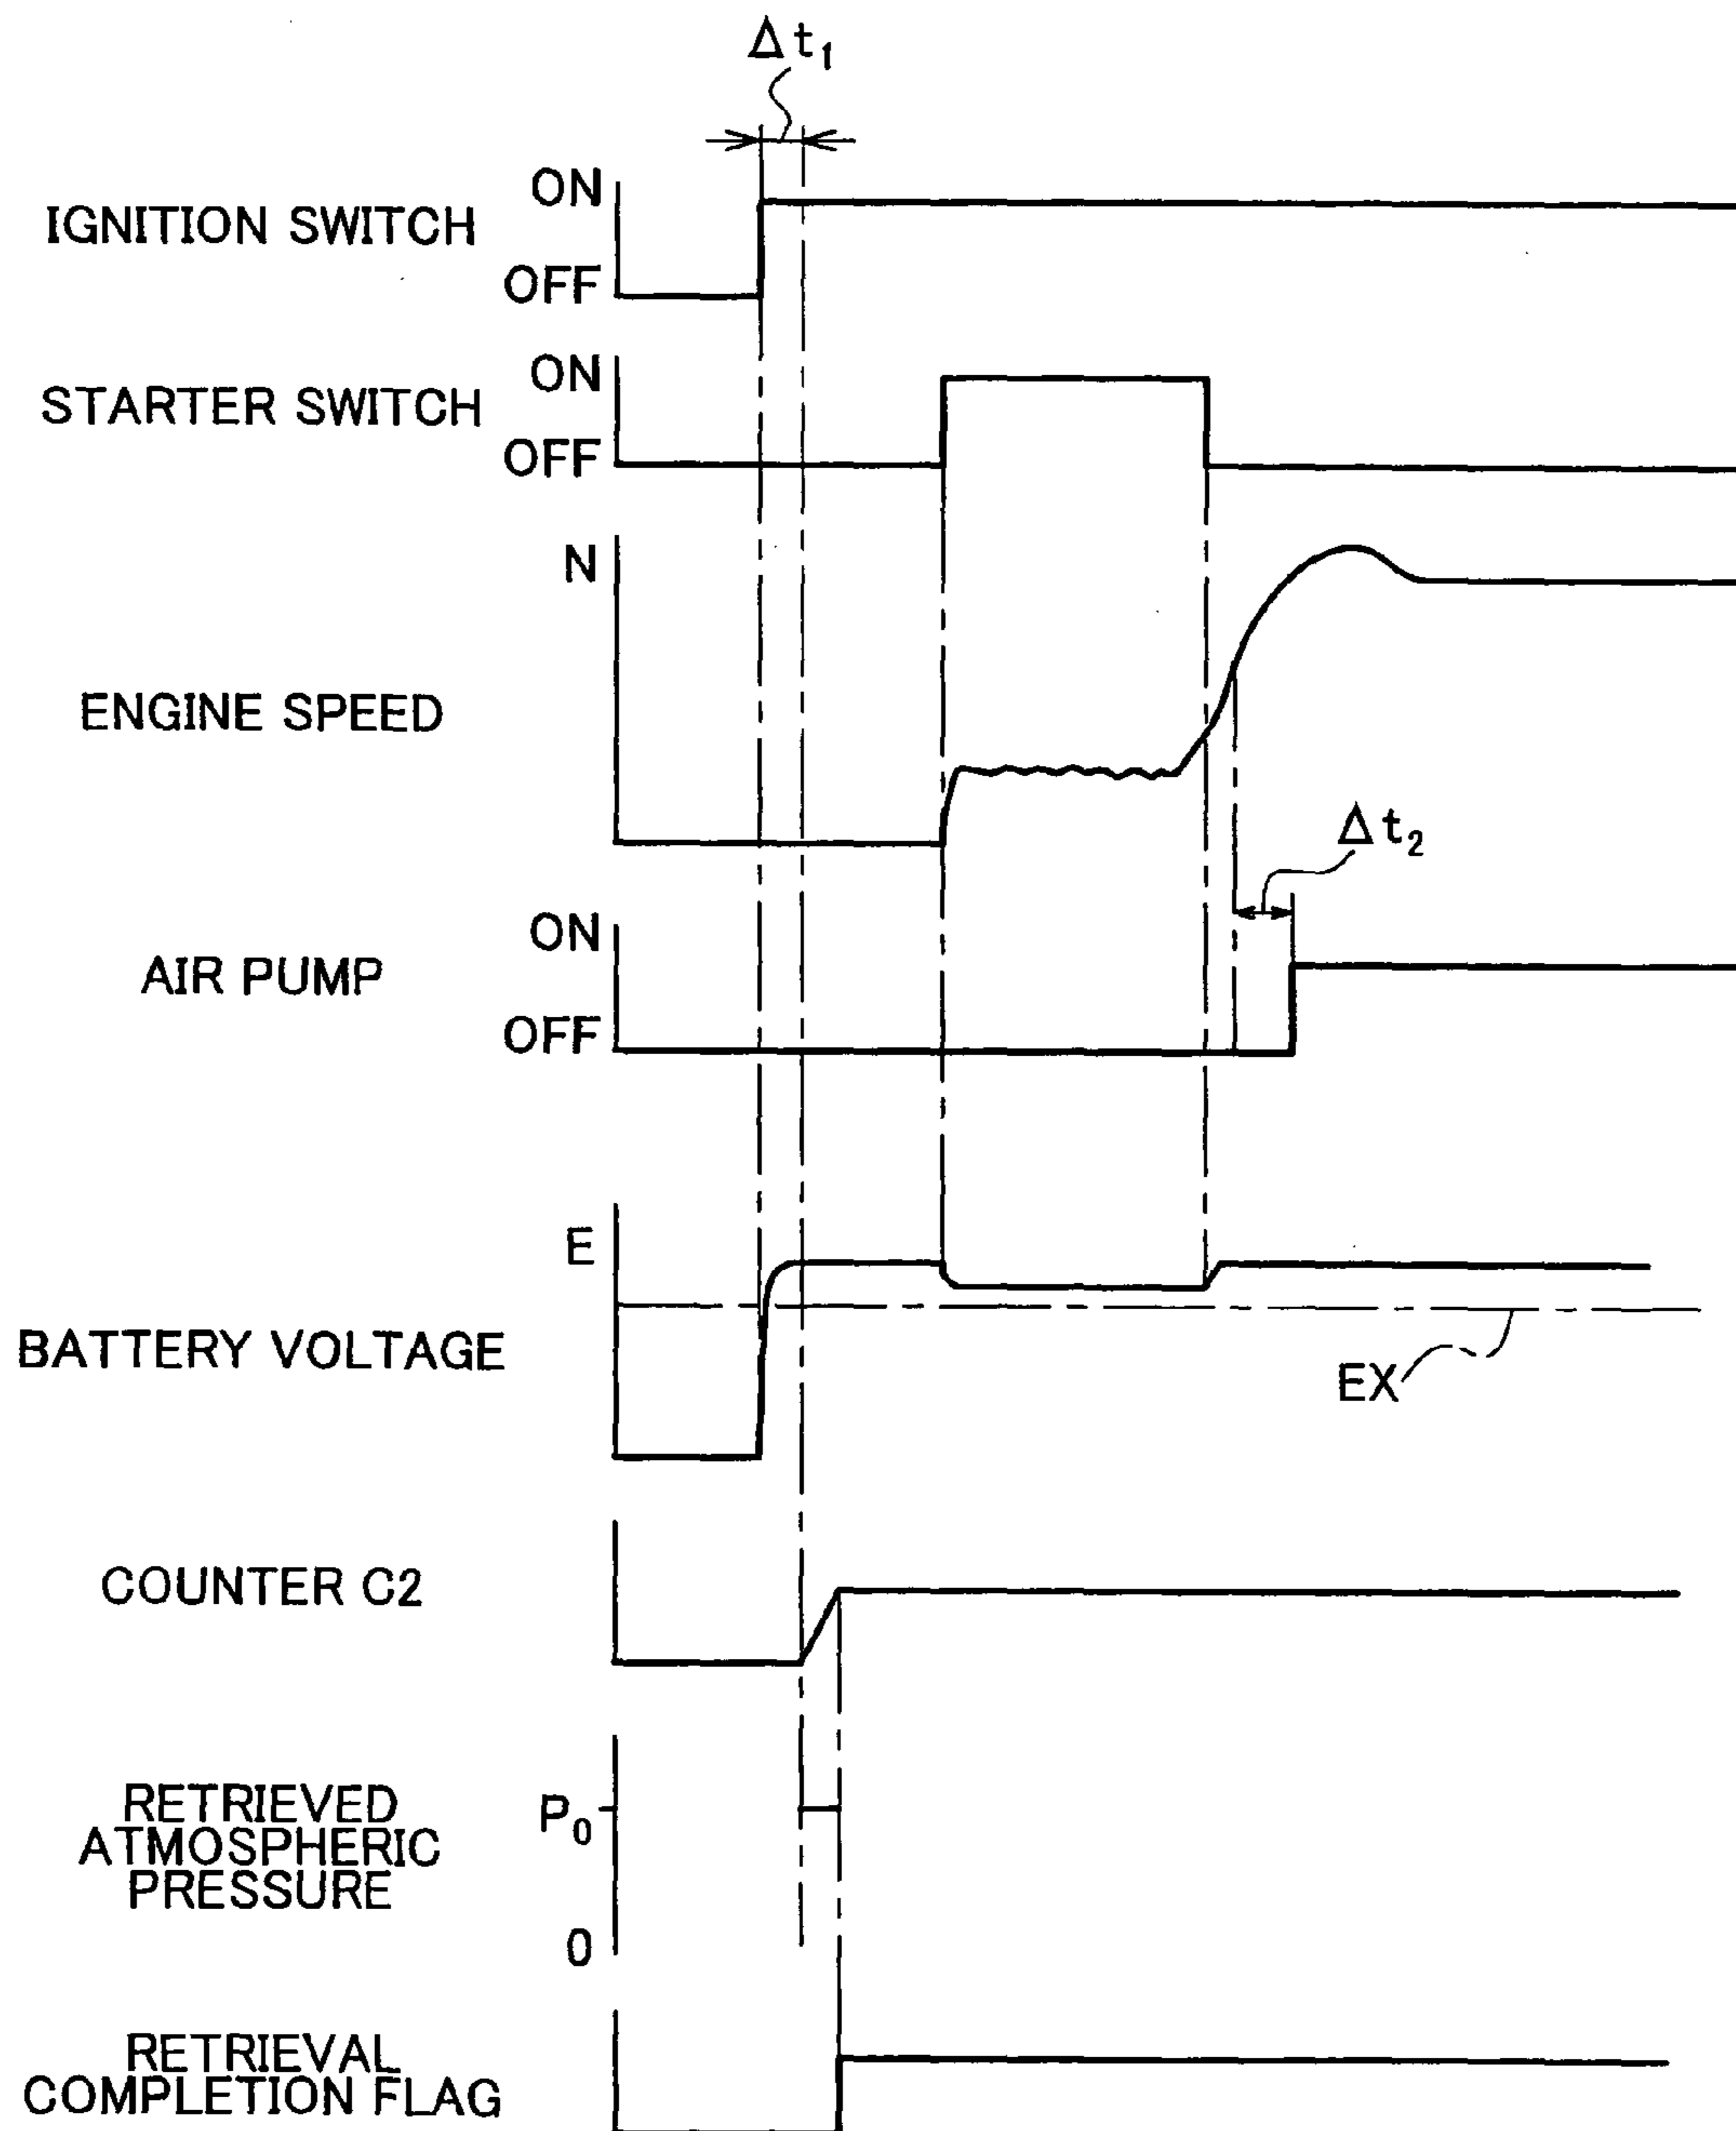 Δt₁
ON
IGNITION SWITCH
OFF
ON
STARTER SWITCH
OFF
N
ENGINE SPEED
Δt₂
ON
AIR PUMP
OFF
E
BATTERY VOLTAGE
EX
COUNTER C2
RETRIEVED
ATMOSPHERIC
PRESSURE
P₀
0
RETRIEVAL
COMPLETION FLAG